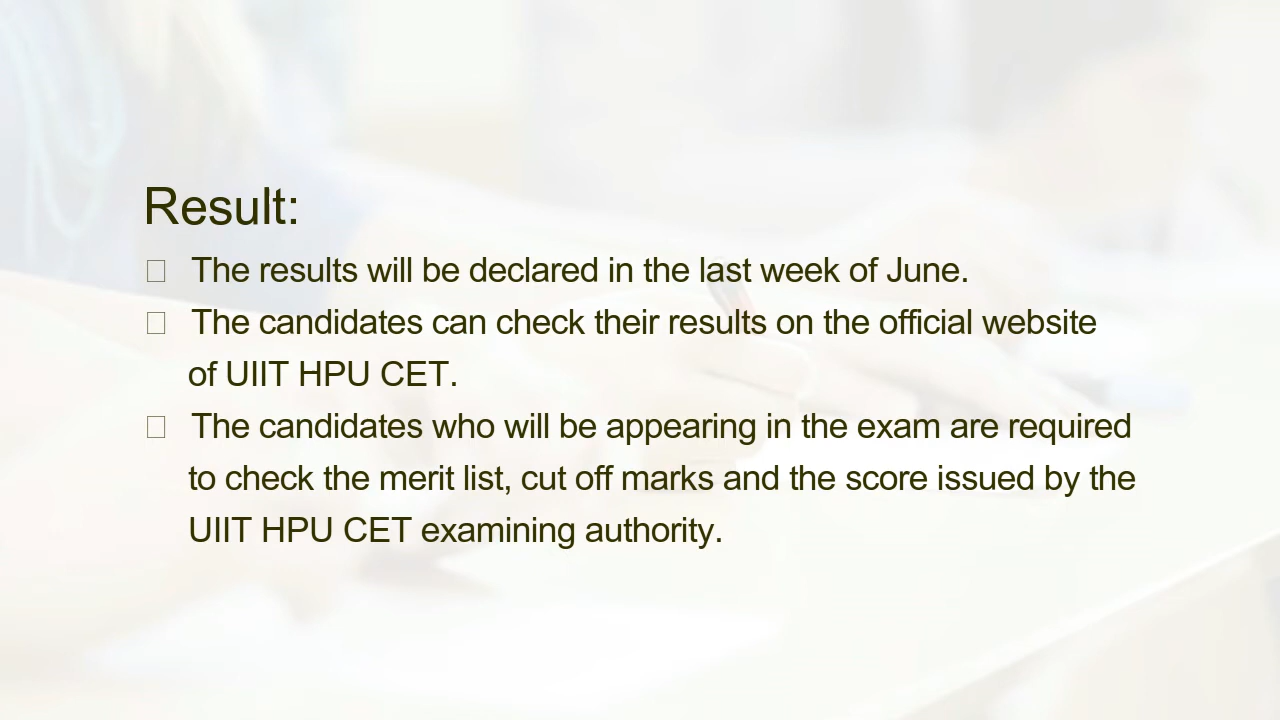 Result:
The results will be declared in the last week of June.
The candidates can check their results on the official website
of UIIT HPU CET.
The candidates who will be appearing in the exam are required
to check the merit list, cut off marks and the score issued by the
UIIT HPU CET examining authority.